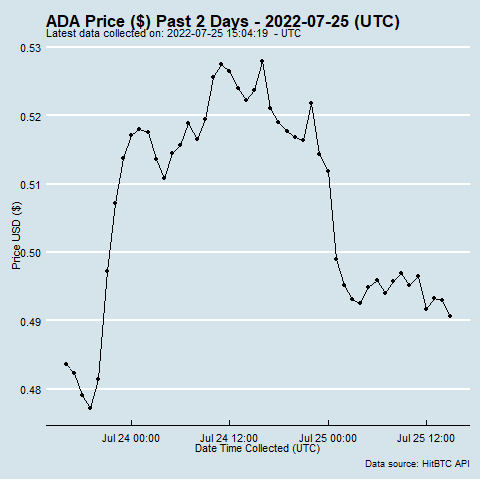 ADA Price ($) Past 2 Days - 2022-07-25 (UTC)
Latest data collected on: 2022-07-25 15:04:19 - UTC
0.53
0.52
0.51
0.50
0.49
0.48
Price USD ($)
Jul 24 00:00 Jul 24 12:00 Jul 25 00:00 Jul 25 12:00
Date Time Collected (UTC)
Data source: HitBTC API